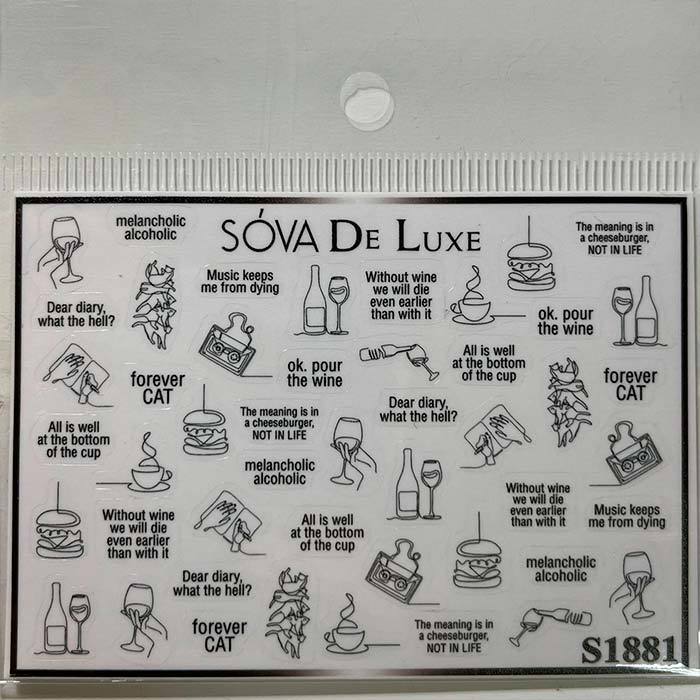 melancholic
alcoholic
SÓVA DE LUXE
The meaning is in
a cheeseburger,
NOT IN LIFE
Music keeps
me from dying
Without wine
we will die
even earlier
than with it
Dear diary,
what the hell?
ok. pour
the wine
ok. pour
the wine
All is well
at the bottom
of the cup
forever
CAT
forever
CAT
The meaning is in
a cheeseburger,
NOT IN LIFE
Dear diary,
what the hell?
All is well
at the bottom
of the cup
melancholic
alcoholic
Without wine
we will die
even earlier
than with it
Without wine
we will die
even earlier
than with it
Music keeps
me from dying
All is well
at the bottom
of the cup
melancholic
alcoholic
Dear diary,
what the hell?
forever
CAT
The meaning is in
a cheeseburger,
NOT IN LIFE
S1881